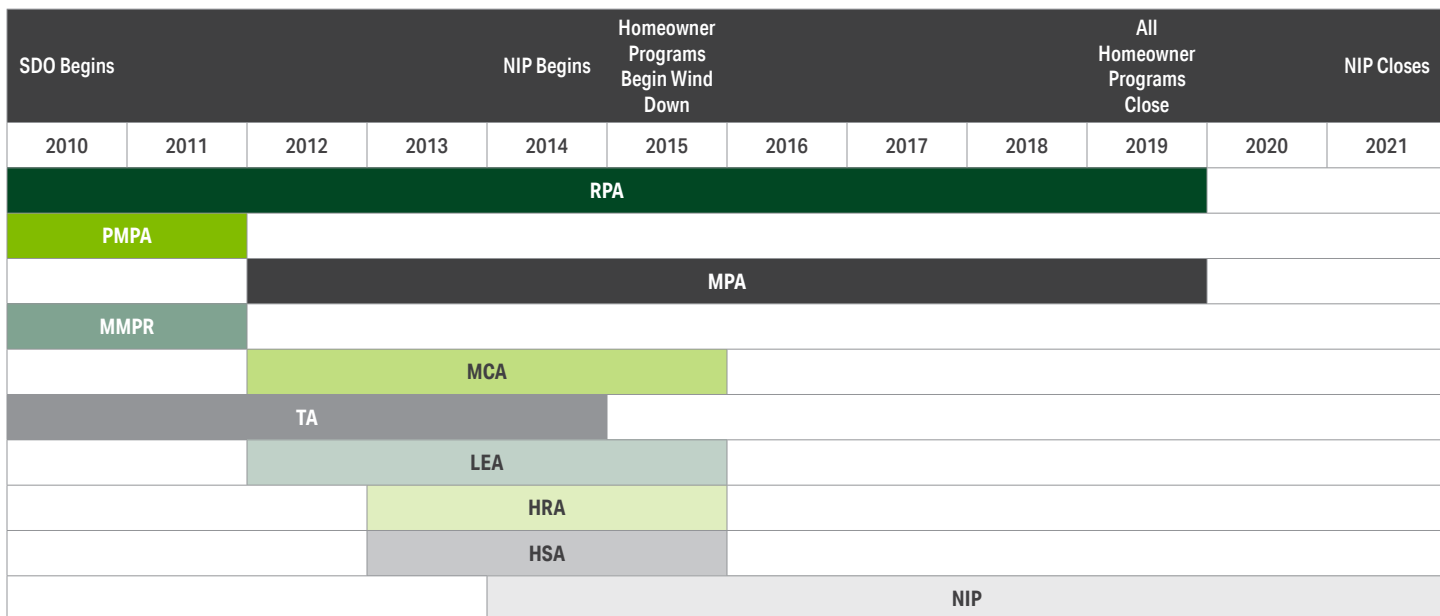 SDO Begins
NIP Begins
Homeowner
Programs
Begin Wind
Down
All
Homeowner
Programs
Close
NIP Closes
2010 2011 2012 2013 2014 2015 2016 2017 2018 2019 2020 2021
RPA
PMPA
MPA
MMPR
MCA
TA
LEA
HRA
HSA
NIP